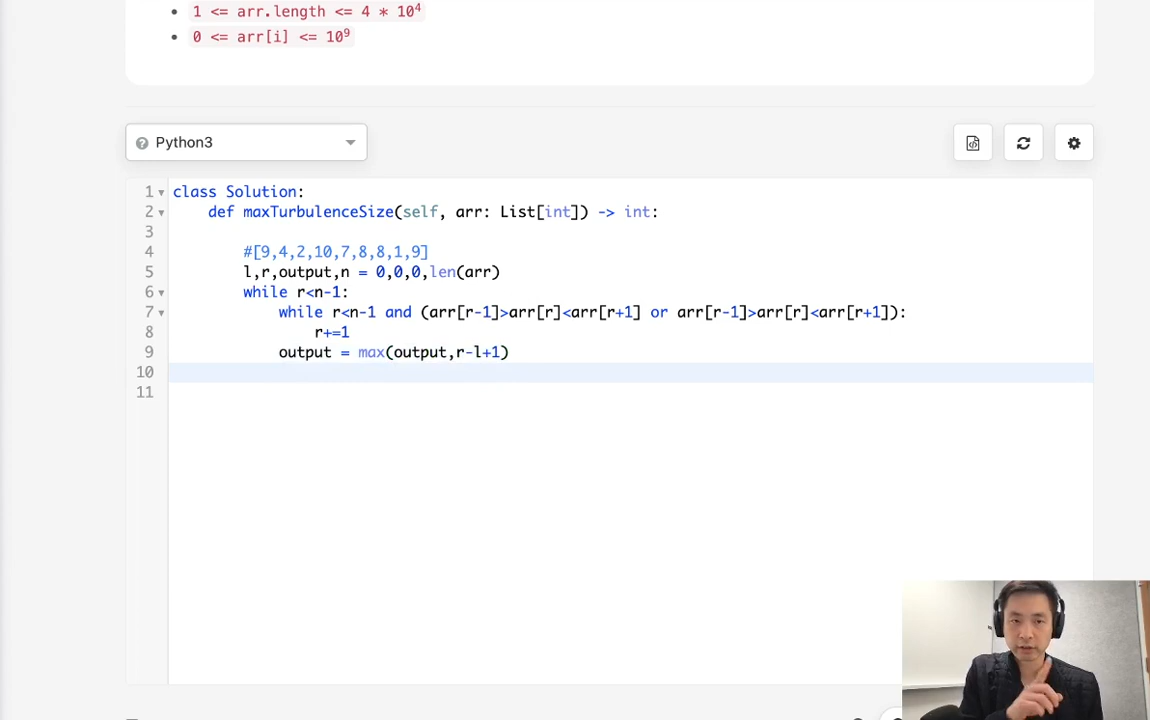 1 <= arr.length <= 4 * 10⁴
0 <= arr[i] <= 10⁹
Python3
1 class Solution:
2 def maxTurbulenceSize(self, arr: List[int]) -> int:
3
4 #[9,4,2,10,7,8,8,1,9]
5 l,r,output,n = 0,0,0,len(arr)
6 while r<n-1:
7 while r<n-1 and (arr[r-1]>arr[r]<arr[r+1] or arr[r-1]>arr[r]<arr[r+1]):
8 r+=1
9 output = max(output,r-l+1)
10
11